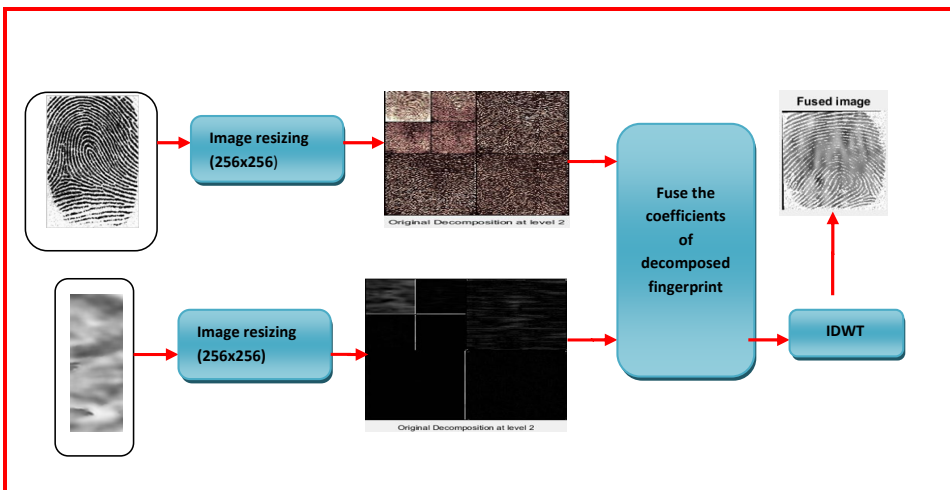 Image resizing
(256x256)
Original Decomposition at level 2
Image resizing
(256x256)
Original Decomposition at level 2
Fuse the
coefficients
of
decomposed
fingerprint
Fused image
IDWT